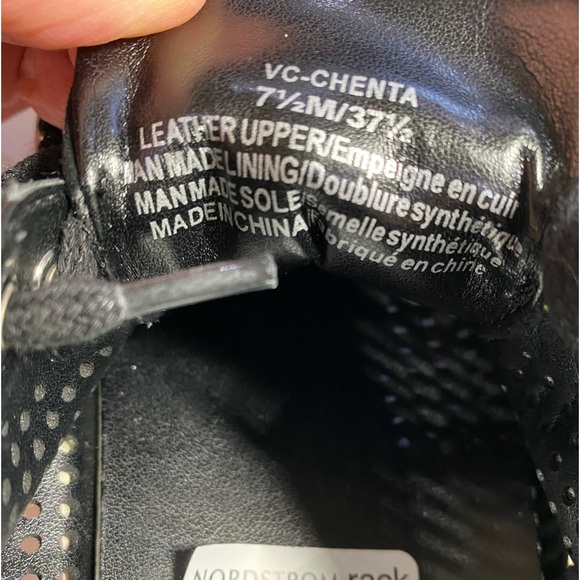 VC-CHENTA
7½M/37½
LEATHER UPPER/Empeigne en cuir
MAN MADE LINING/Doublure synthétique
MAN MADE SOLE/Semelle synthétique
MADE IN CHINA/Fabriqué en chine
NORDSTROM rack